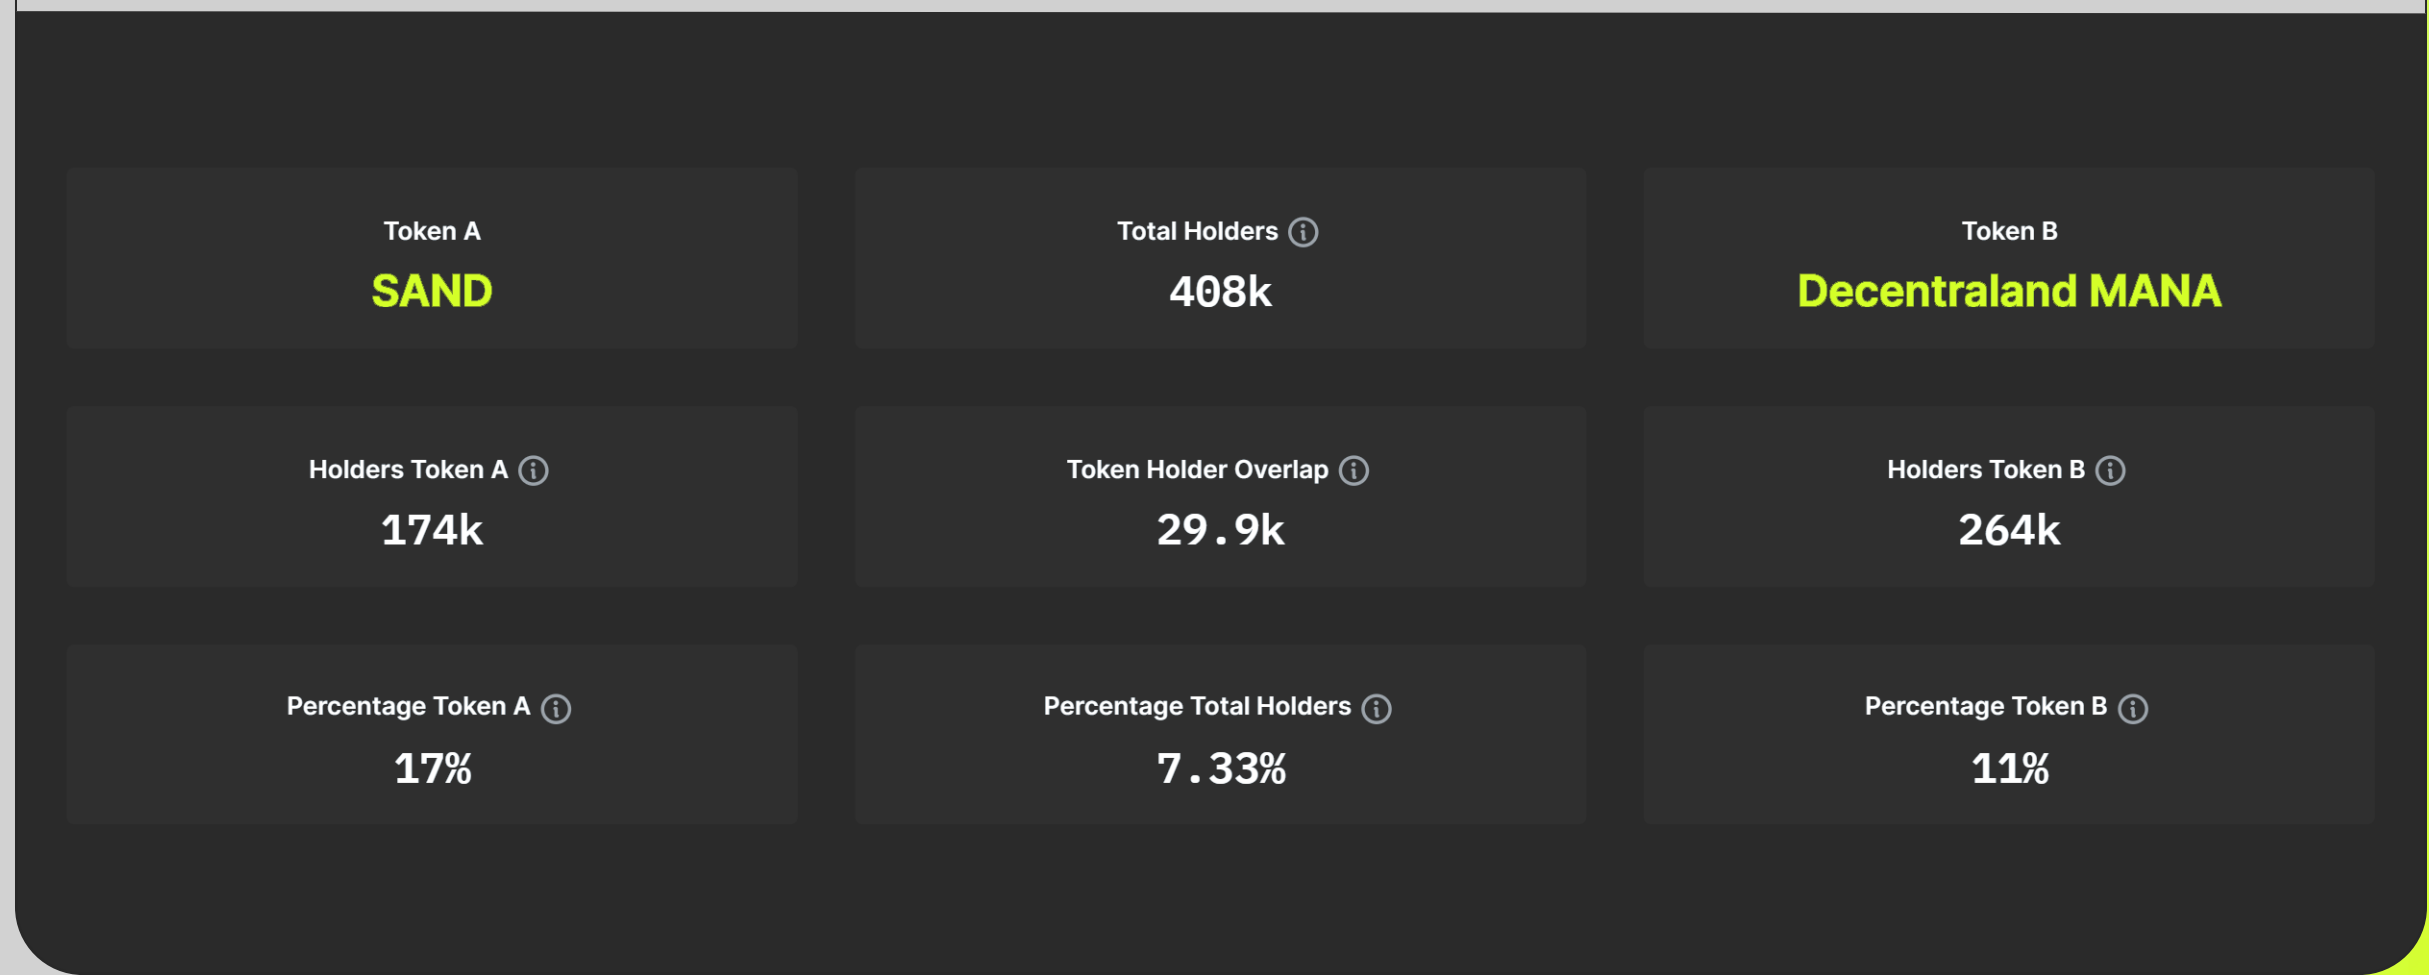 Token A
SAND
Total Holders
408k
Token B
Decentraland MANA
Holders Token A
174k
Token Holder Overlap
29.9k
Holders Token B
264k
Percentage Token A
17%
Percentage Total Holders
7.33%
Percentage Token B
11%